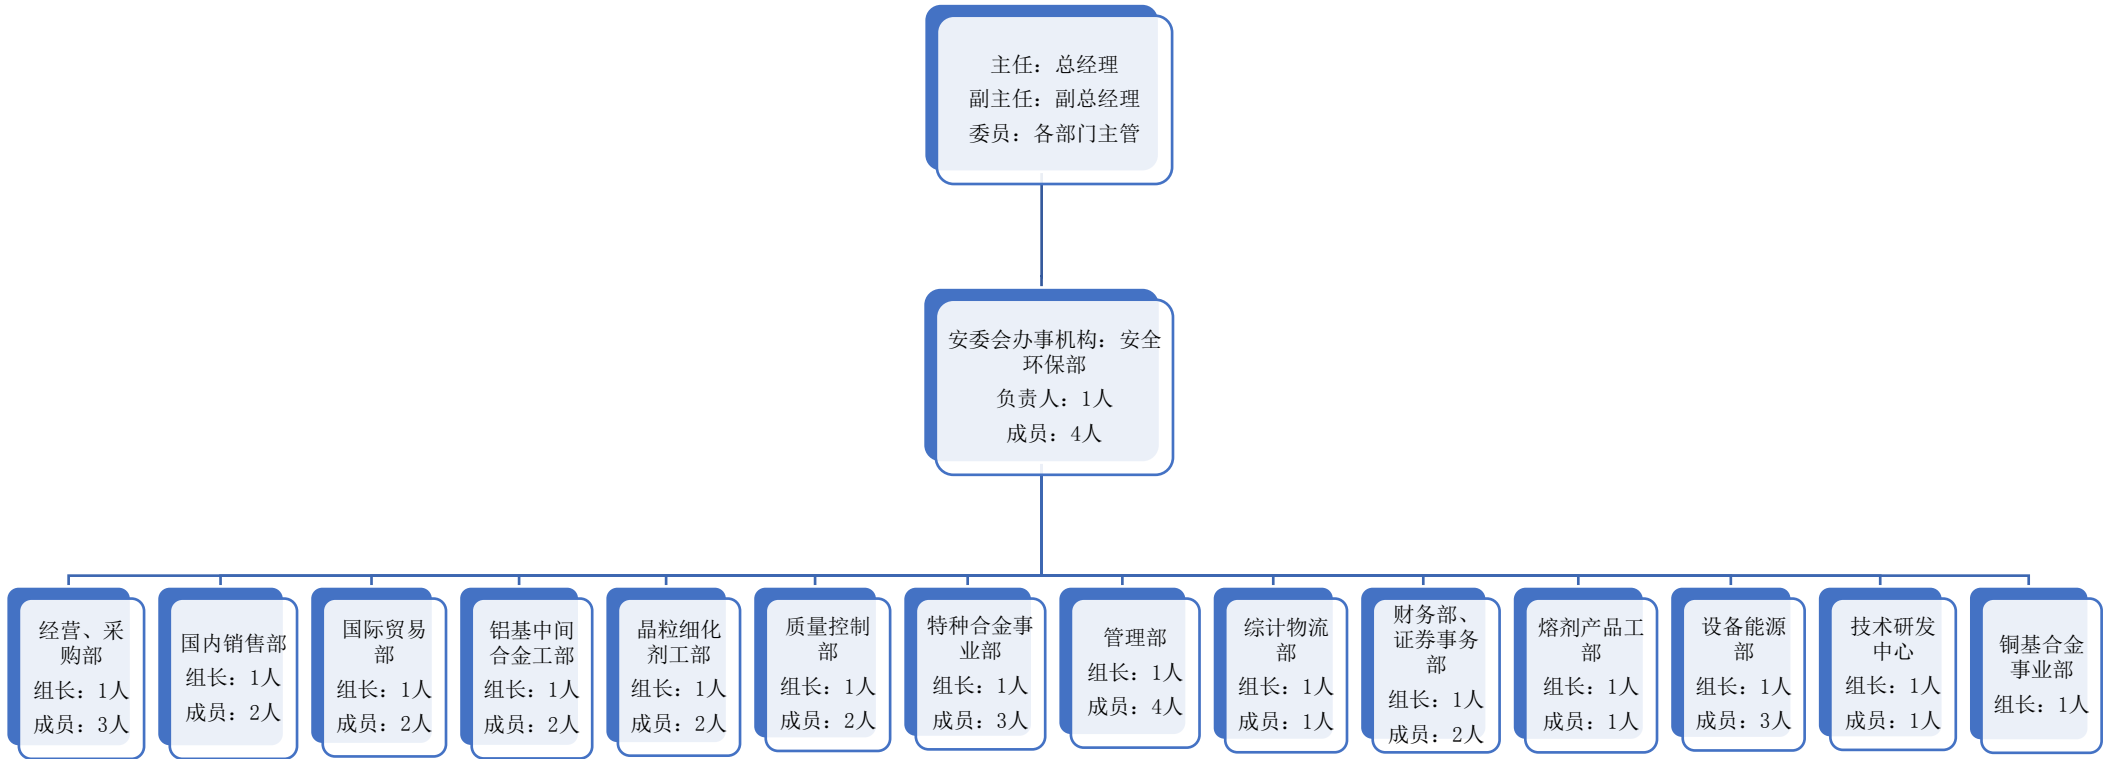 主任：总经理
副主任：副总经理
委员：各部门主管
安委会办事机构：安全
环保部
负责人：1人
成员：4人
经营、采
购部
组长：1人
成员：3人
国内销售部
组长：1人
成员：2人
国际贸易
部
组长：1人
成员：2人
铝基中间
合金工部
组长：1人
成员：2人
晶粒细化
剂工部
组长：1人
成员：2人
质量控制
部
组长：1人
成员：2人
特种合金事
业部
组长：1人
成员：3人
管理部
组长：1人
成员：4人
综计物流
部
组长：1人
成员：1人
财务部、
证券事务
部
组长：1人
成员：2人
熔剂产品工
部
组长：1人
成员：1人
设备能源
部
组长：1人
成员：3人
技术研发
中心
组长：1人
成员：1人
铜基合金
事业部
组长：1人